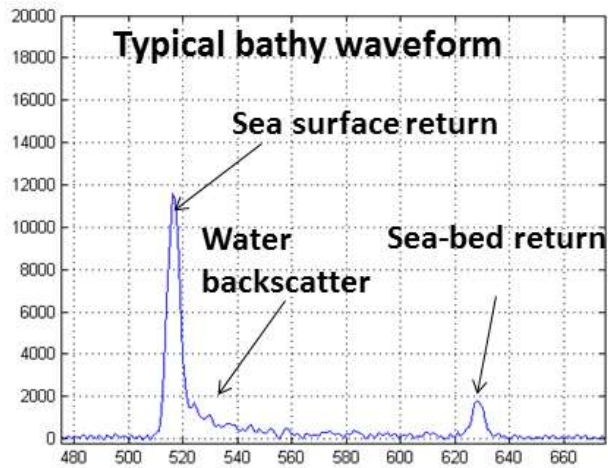 Typical bathy waveform
Sea surface return
Water
backscatter
Sea-bed return
20000
18000
16000
14000
12000
10000
8000
6000
4000
2000
0
480 500 520 540 560 580 600 620 640 660